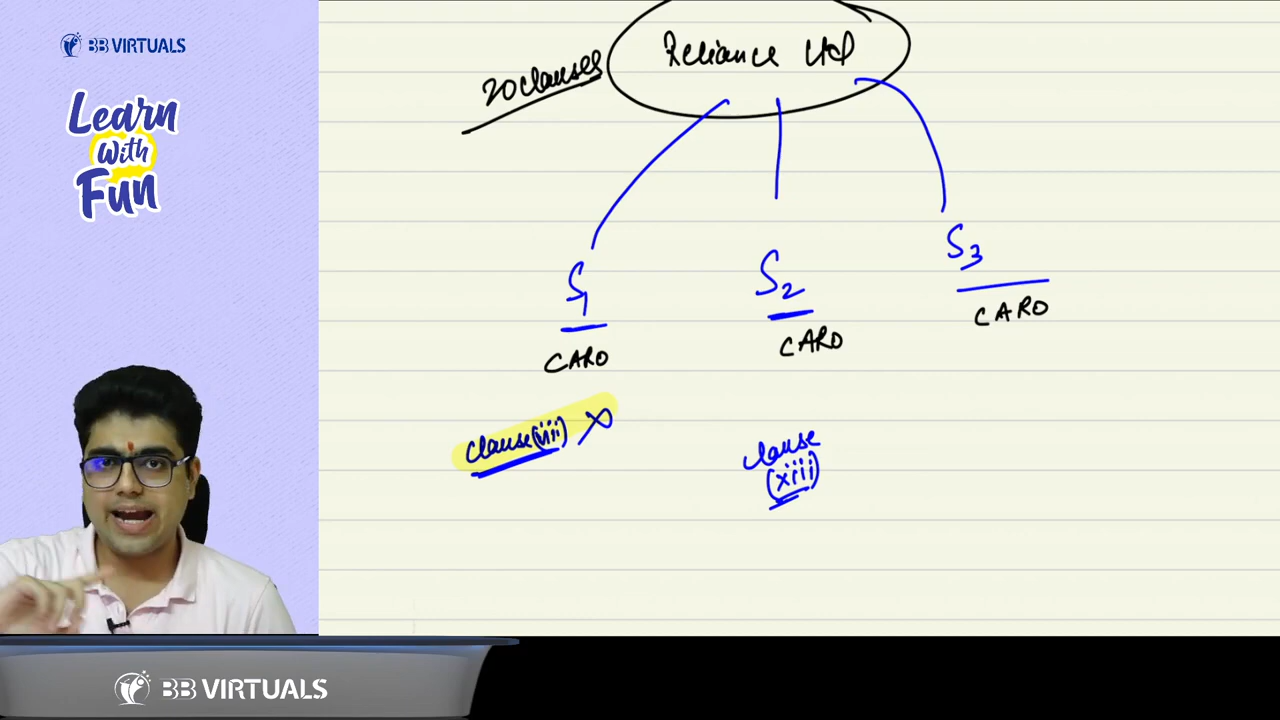 BB VIRTUALS
Learn
With
Fun
20 clauses
Reliance Ltd
S1
S2
S3
CARO
CARO
CARO
clause(viii) X
clause
(xiii)
BB VIRTUALS